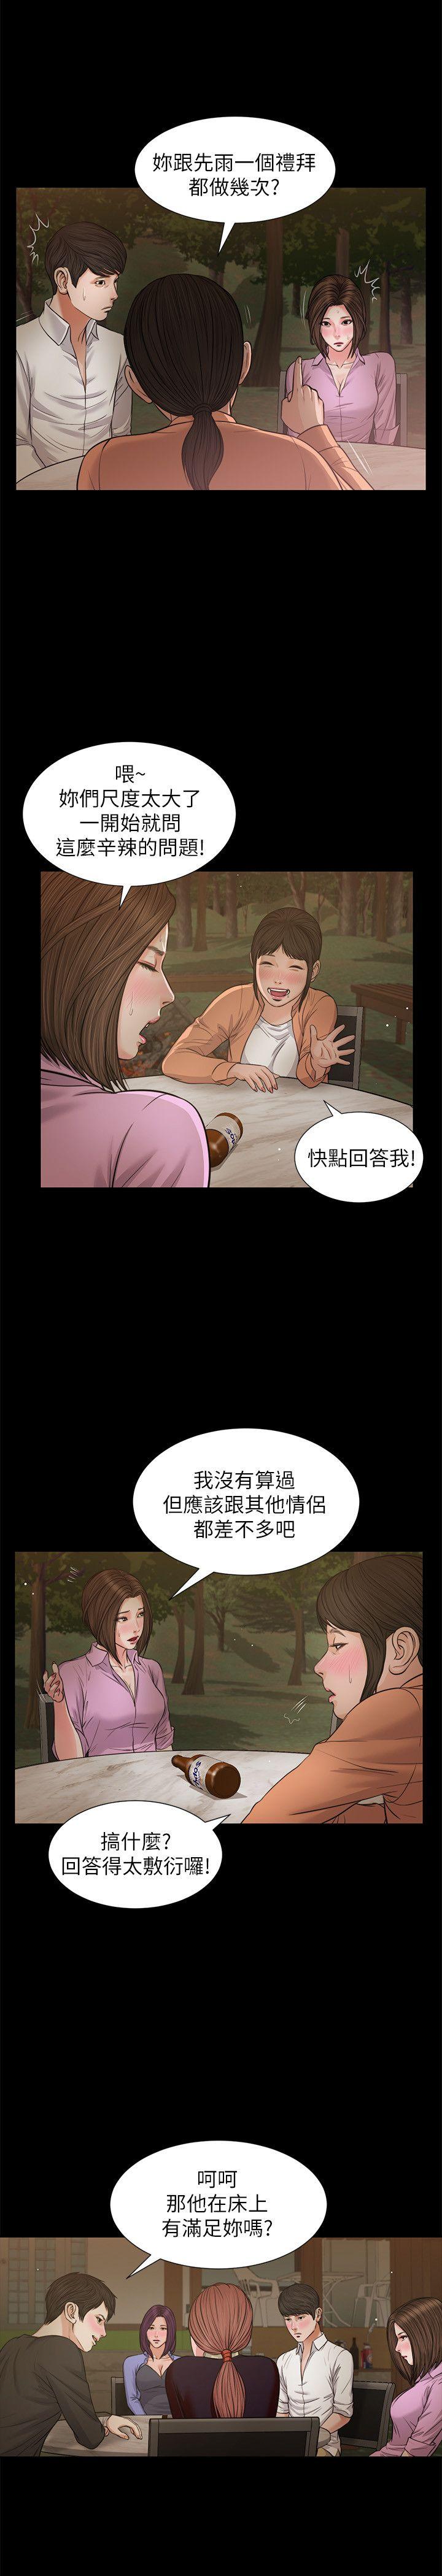 妳跟先雨一個禮拜
都做幾次?
喂~
妳們尺度太大了
一開始就問
這麼辛辣的問題!
快點回答我!
我沒有算過
但應該跟其他情侶
都差不多吧
搞什麼?
回答得太敷衍囉!
呵呵
那他在床上
有滿足妳嗎?